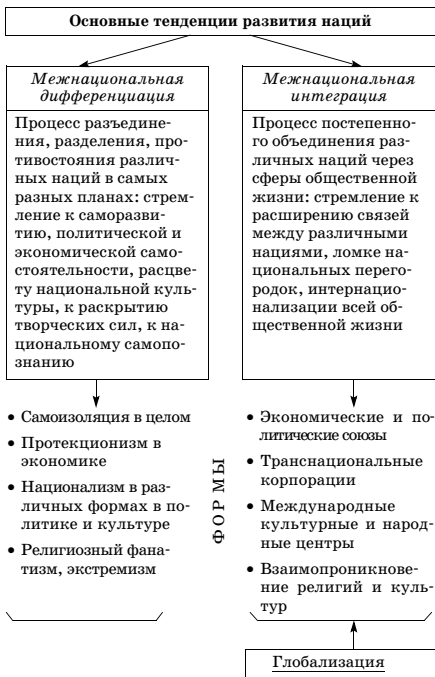 Основные тенденции развития наций
Межнациональная
дифференциация
Процесс разъедине-
ния, разделения, про-
тивостояния различ-
ных наций в самых
разных планах: стрем-
ление к саморазви-
тию, политической и
экономической само-
стоятельности, расцве-
ту национальной куль-
туры, к раскрытию
творческих сил, к на-
циональному самопо-
знанию
Межнациональная
интеграция
Процесс постепенно-
го объединения раз-
личных наций через
сферы общественной
жизни: стремление к
расширению связей
между различными
нациями, ломке на-
циональных перего-
родок, интернацио-
нализации всей об-
щественной жизни
• Самоизоляция в целом
• Протекционизм в
экономике
• Национализм в раз-
личных формах в по-
литике и культуре
• Религиозный фана-
тизм, экстремизм
ФОРМЫ
• Экономические и по-
литические союзы
• Транснациональные
корпорации
• Международные
культурные и народ-
ные центры
• Взаимопроникнове-
ние религий и куль-
тур
Глобализация